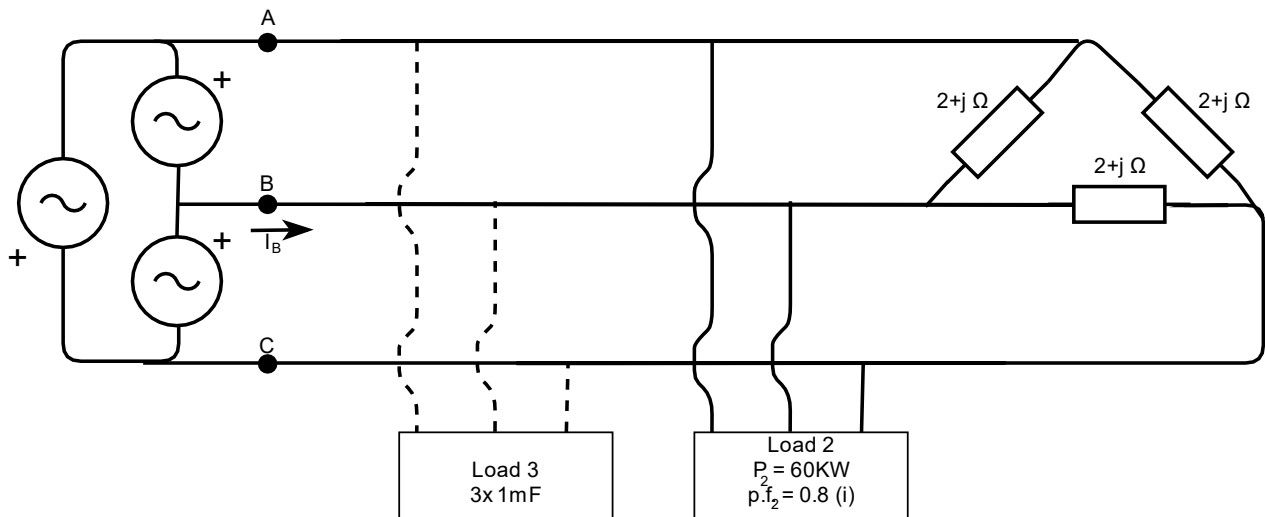 A
+
2+j Ω
2+j Ω
2+j Ω
B
+
I_B
+
C
Load 3
3x 1mF
Load 2
P_2 = 60KW
p.f_2 = 0.8 (i)